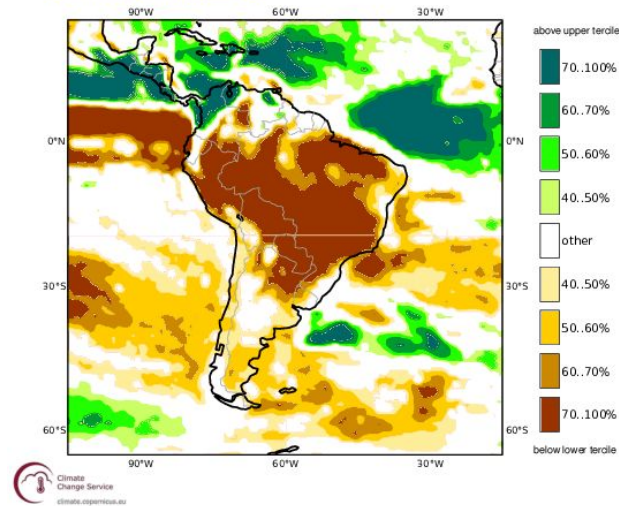 90°W 60°W 30°W
above upper tercile
70..100%
60..70%
50..60%
40..50%
other
40..50%
50..60%
60..70%
70..100%
below lower tercile
0°N 0°N
30°S 30°S
60°S 60°S
90°W 60°W 30°W
Climate
Change Service
climate.copernicus.eu